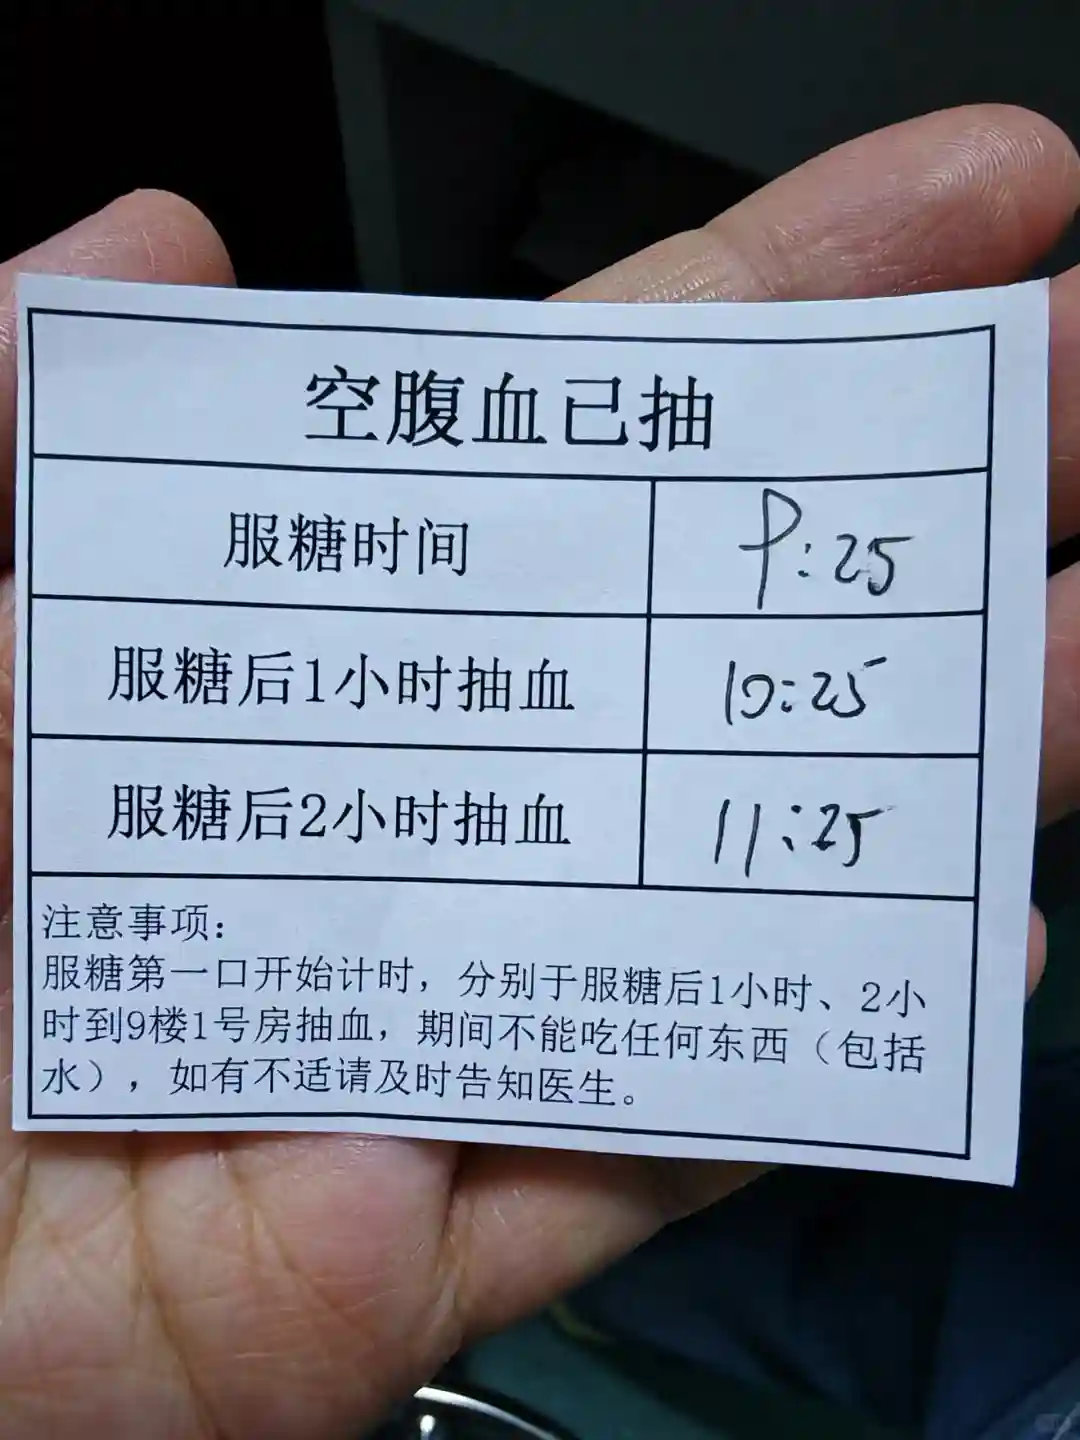 空腹血已抽
服糖时间 9:25
服糖后1小时抽血 10:25
服糖后2小时抽血 11:25
注意事项：
服糖第一口开始计时，分别于服糖后1小时、2小
时到9楼1号房抽血，期间不能吃任何东西（包括
水），如有不适请及时告知医生。